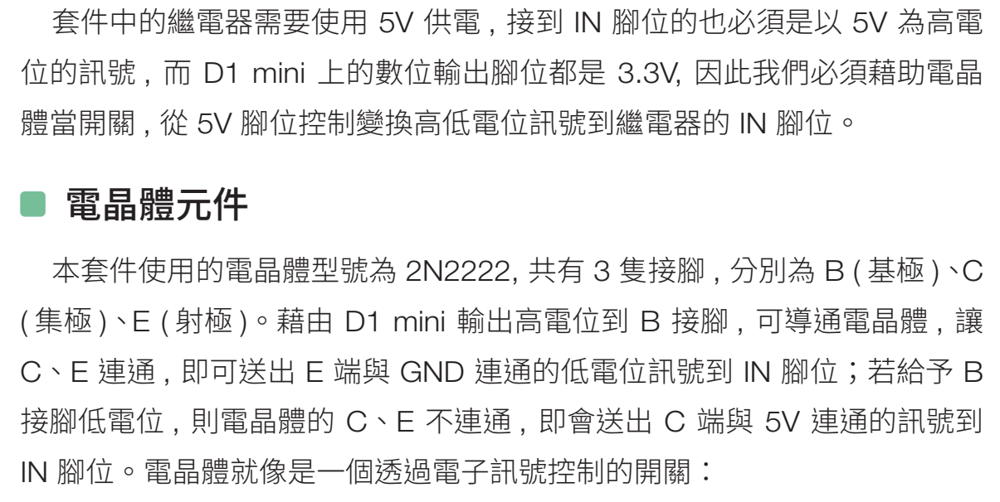 套件中的繼電器需要使用 5V 供電 , 接到 IN 腳位的也必須是以 5V 為高電
位的訊號 , 而 D1 mini 上的數位輸出腳位都是 3.3V, 因此我們必須藉助電晶
體當開關 , 從 5V 腳位控制變換高低電位訊號到繼電器的 IN 腳位。
電晶體元件
本套件使用的電晶體型號為 2N2222, 共有 3 隻接腳 , 分別為 B ( 基極 )、C
( 集極 )、E ( 射極 )。藉由 D1 mini 輸出高電位到 B 接腳 , 可導通電晶體 , 讓
C、E 連通 , 即可送出 E 端與 GND 連通的低電位訊號到 IN 腳位；若給予 B
接腳低電位 , 則電晶體的 C、E 不連通 , 即會送出 C 端與 5V 連通的訊號到
IN 腳位。電晶體就像是一個透過電子訊號控制的開關：